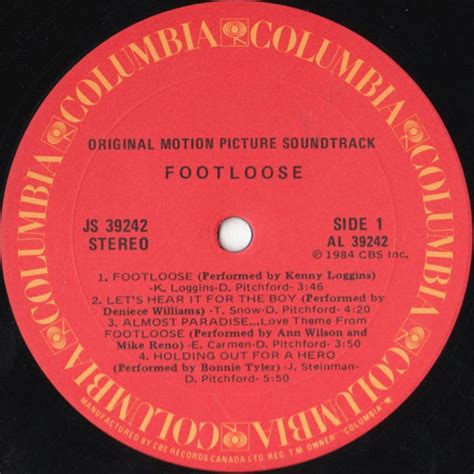 COLUMBIA COLUMBIA COLUMBIA COLUMBIA COLUMBIA COLUMBIA
ORIGINAL MOTION PICTURE SOUNDTRACK
FOOTLOOSE
JS 39242
STEREO
SIDE 1
AL 39242
℗ 1984 CBS Inc.
1. FOOTLOOSE (Performed by Kenny Loggins)
-K. Loggins-D. Pitchford- 3:46
2. LET'S HEAR IT FOR THE BOY (Performed by
Deniece Williams) -T. Snow-D. Pitchford- 4:20
3. ALMOST PARADISE...Love Theme From
FOOTLOOSE (Performed by Ann Wilson and
Mike Reno) -E. Carmen-D. Pitchford- 3:50
4. HOLDING OUT FOR A HERO
(Performed by Bonnie Tyler) -J. Steinman-
D. Pitchford- 5:50
MANUFACTURED BY CBS RECORDS CANADA LTD. REG. T.M. OWNER "COLUMBIA"